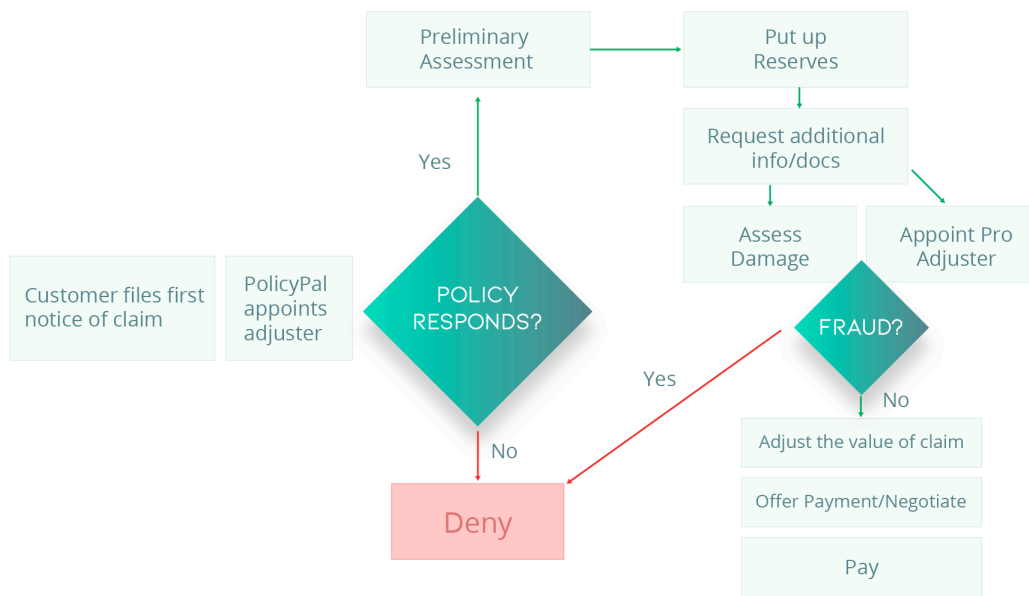 Preliminary
Assessment
Put up
Reserves
Yes
Request additional
info/docs
Assess
Damage
Appoint Pro
Adjuster
Customer files first
notice of claim
PolicyPal
appoints
adjuster
POLICY
RESPONDS?
FRAUD?
Yes
No
No
Adjust the value of claim
Offer Payment/Negotiate
Deny
Pay